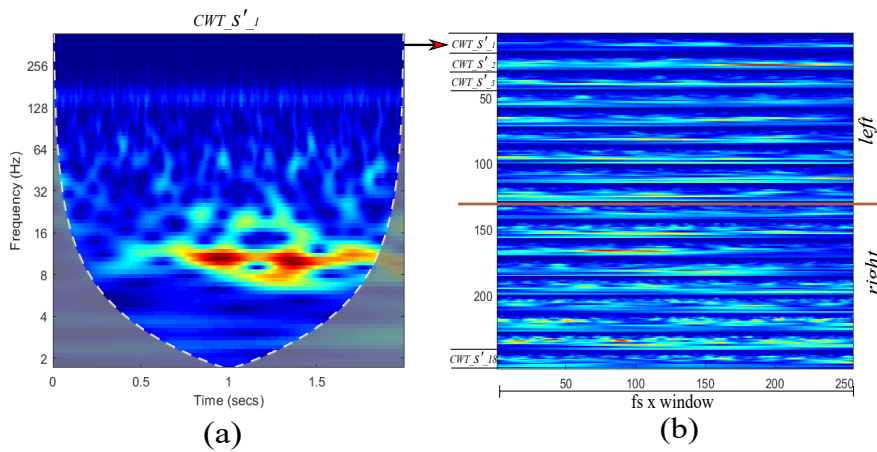 CWT_S′_1
256
128
64
32
16
8
4
2
Frequency (Hz)
0
0.5
1
1.5
Time (secs)
(a)
CWT_S′_1
CWT_S′_2
CWT_S′_3
50
100
150
200
CWT_S′_18
left
right
50
100
150
200
250
fs x window
(b)